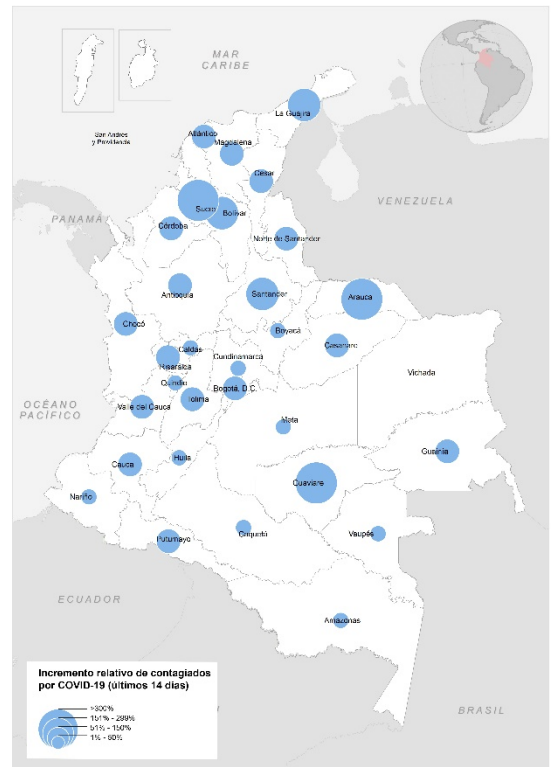 MAR
CARIBE
La Guajira
San Andres
y Providencia
Atlántico
Magdalena
César
VENEZUELA
PANAMÁ
Sucre
Bolívar
Córdoba
Norte de Santander
Antioquia
Santander
Arauca
Chocó
Boyacá
Caldas
Cundinamarca
Casanare
Risaralda
Vichada
Quindío
Bogotá, D.C.
OCÉANO
PACÍFICO
Valle del Cauca
Tolima
Meta
Guainía
Cauca
Huila
Guaviare
Nariño
Caquetá
Vaupés
Putumayo
ECUADOR
Amazonas
Incremento relativo de contagiados
por COVID-19 (últimos 14 días)
>300%
151% - 299%
51% - 150%
1% - 50%
BRASIL